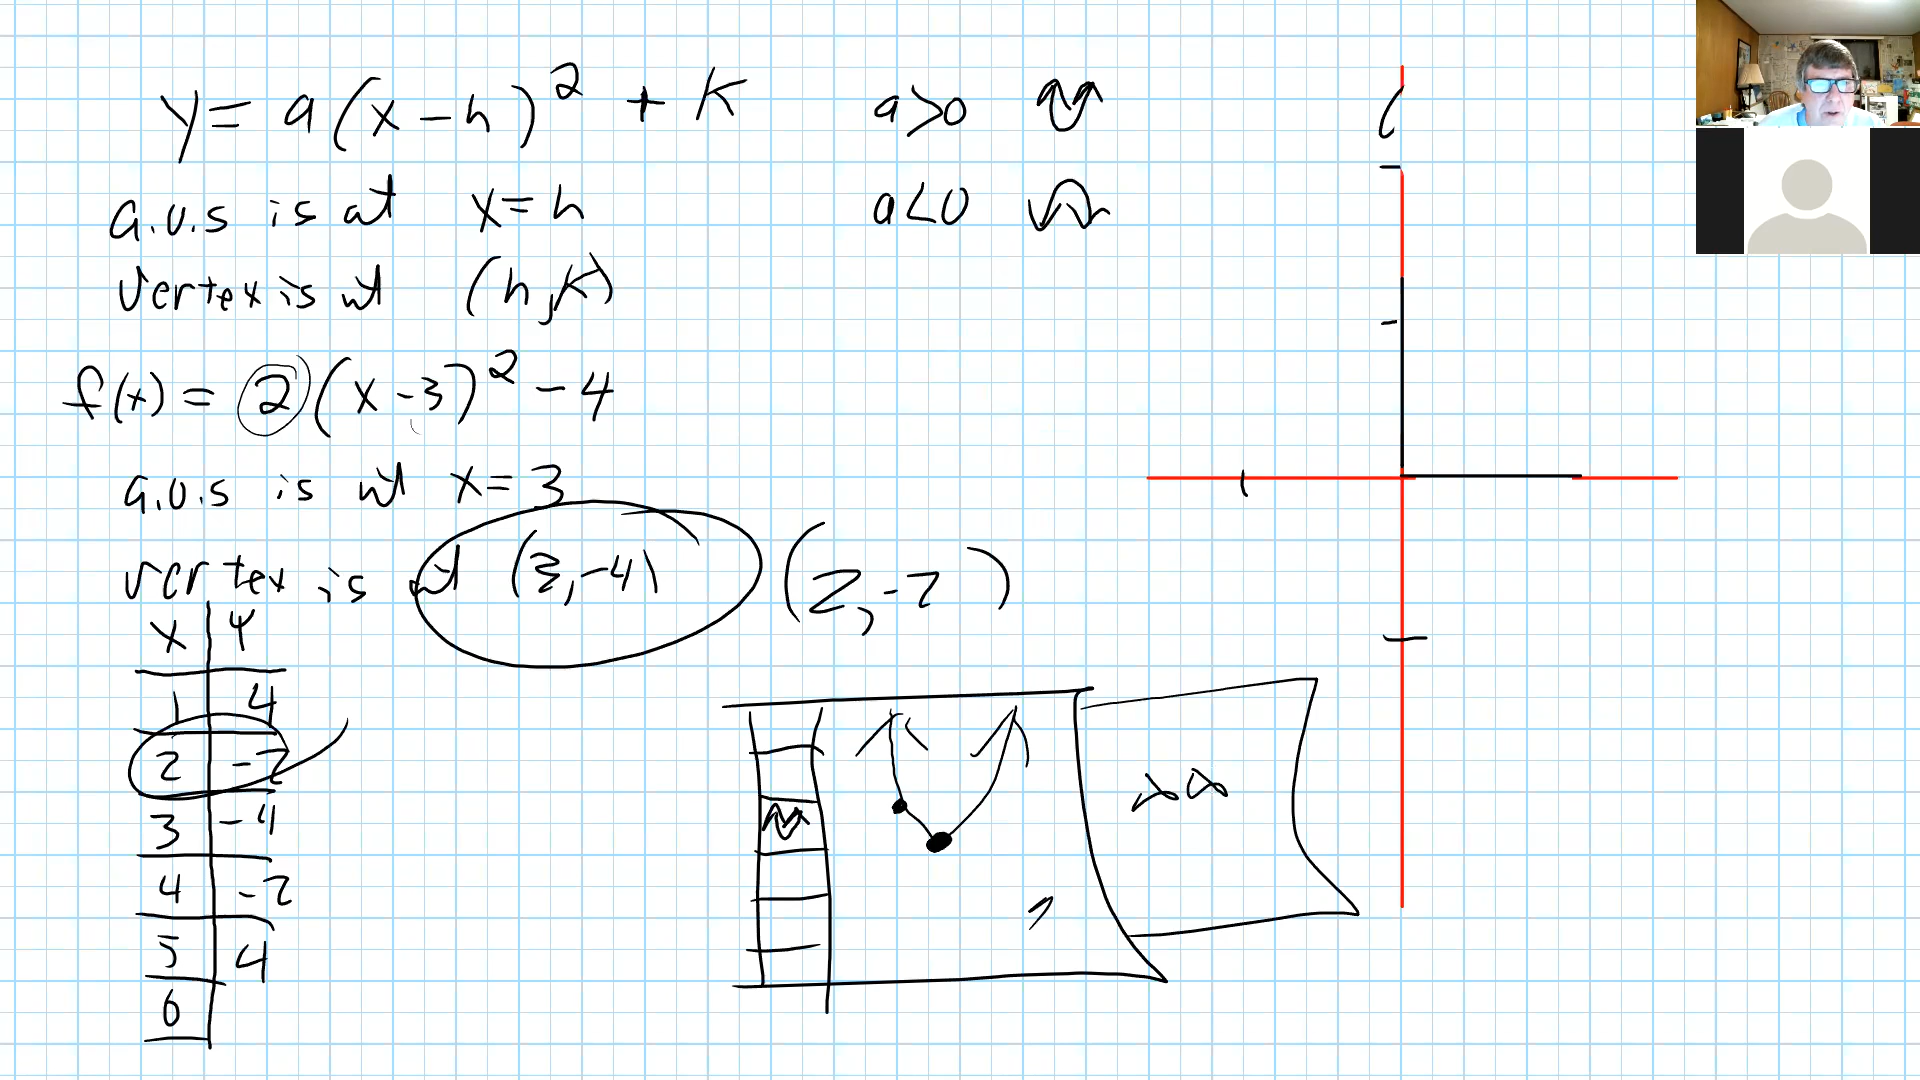 y = a(x-h)² + k
a>0
a.o.s is at x=h
a<0
vertex is at (h,k)
f(x) = 2(x-3)² - 4
a.o.s is at x=3
vertex is at (3,-4) (2,-2)
x y
1 4
2 -2
3 -4
4 -2
5 4
6